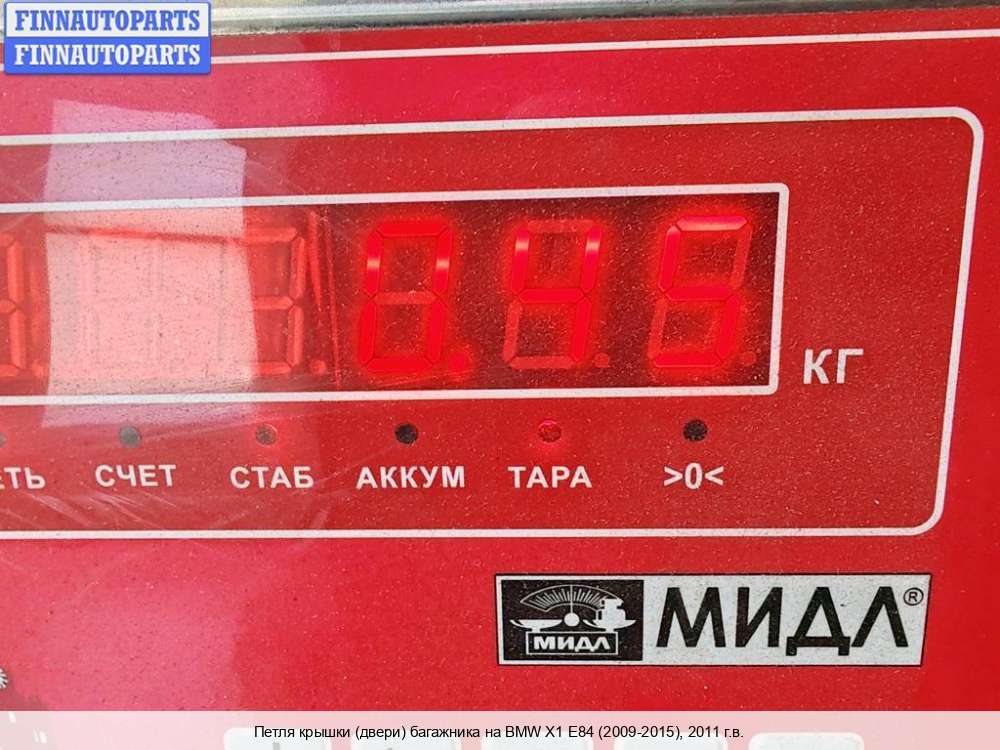 FINNAUTOPARTS
FINNAUTOPARTS
0.45
КГ
СЧЕТ СТАБ АККУМ ТАРА >0<
МИДЛ МИДЛ®
Петля крышки (двери) багажника на BMW X1 E84 (2009-2015), 2011 г.в.